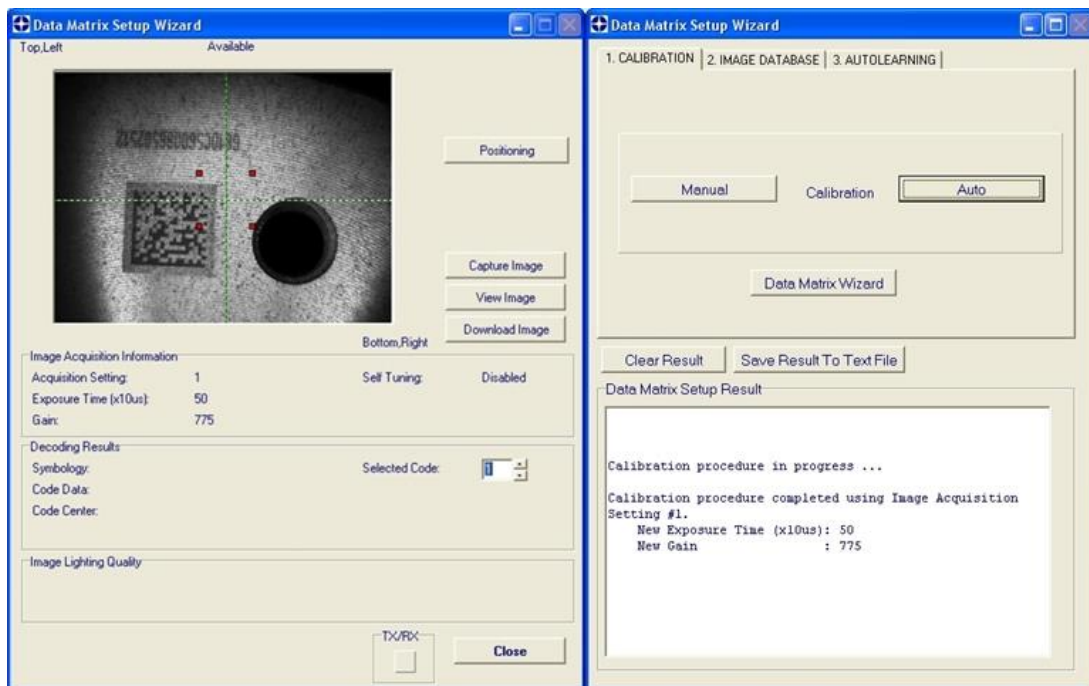 Data Matrix Setup Wizard
Top,Left
Available
Positioning
Capture Image
View Image
Download Image
Bottom,Right
Image Acquisition Information
Acquisition Setting: 1 Self Tuning: Disabled
Exposure Time (x10us): 50
Gain: 775
Decoding Results
Symbology: Selected Code: 1
Code Data:
Code Center:
Image Lighting Quality
TX/RX
Close
Data Matrix Setup Wizard
1. CALIBRATION 2. IMAGE DATABASE 3. AUTOLEARNING
Manual Calibration Auto
Data Matrix Wizard
Clear Result Save Result To Text File
Data Matrix Setup Result
Calibration procedure in progress ...
Calibration procedure completed using Image Acquisition
Setting #1.
New Exposure Time (x10us): 50
New Gain : 775